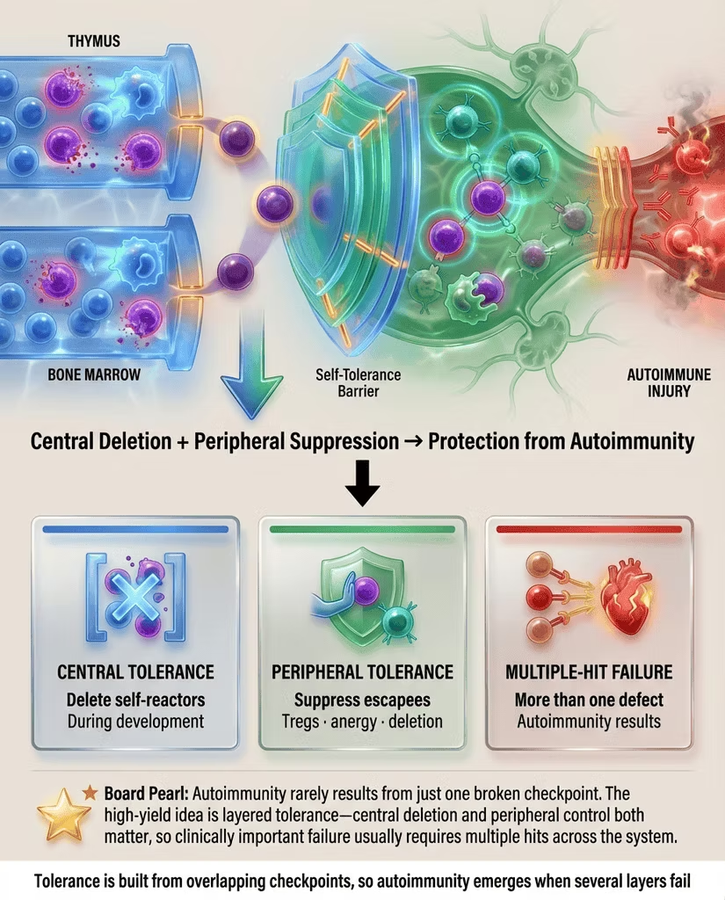 THYMUS
BONE MARROW
Self-Tolerance
Barrier
AUTOIMMUNE
INJURY
Central Deletion + Peripheral Suppression → Protection from Autoimmunity
CENTRAL TOLERANCE
Delete self-reactors
During development
PERIPHERAL TOLERANCE
Suppress escapees
Tregs · anergy · deletion
MULTIPLE-HIT FAILURE
More than one defect
Autoimmunity results
Board Pearl: Autoimmunity rarely results from just one broken checkpoint. The
high-yield idea is layered tolerance—central deletion and peripheral control both
matter, so clinically important failure usually requires multiple hits across the system.
Tolerance is built from overlapping checkpoints, so autoimmunity emerges when several layers fail